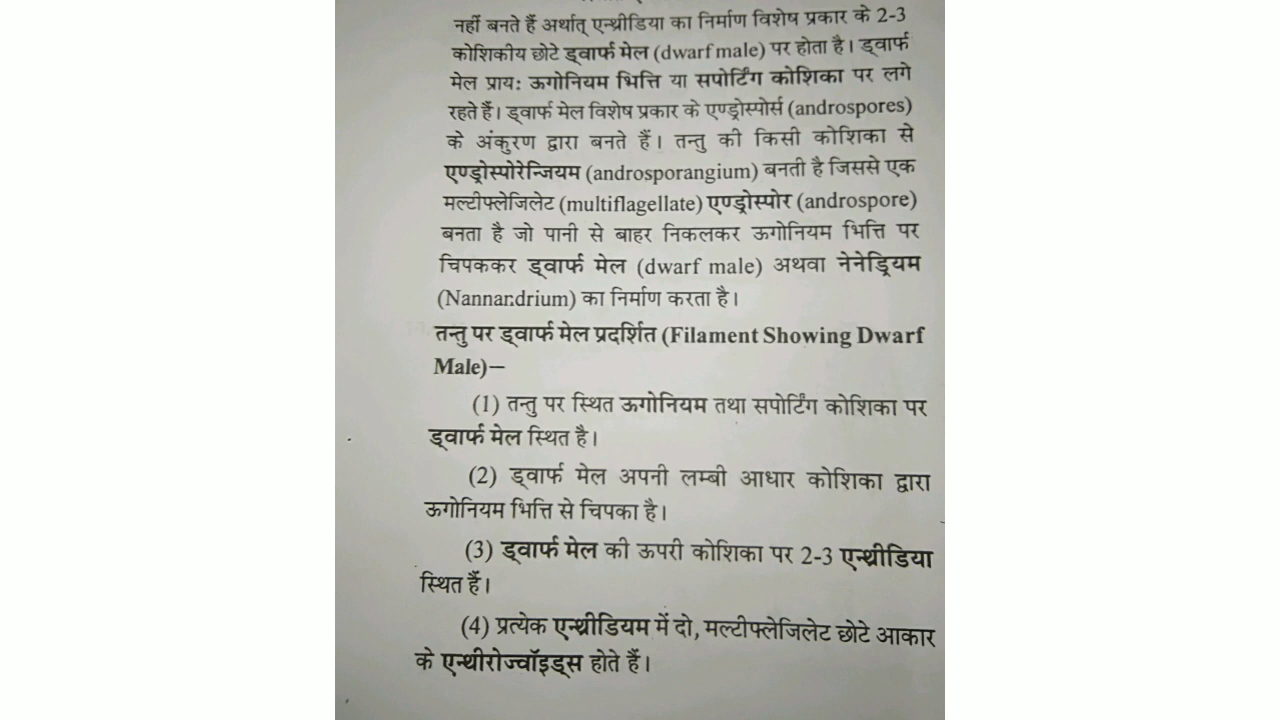 नहीं बनते हैं अर्थात् एन्थ्रीडिया का निर्माण विशेष प्रकार के 2-3
कोशिकीय छोटे ड्वार्फ मेल (dwarf male) पर होता है। ड्वार्फ
मेल प्राय: ऊगोनियम भित्ति या सपोर्टिंग कोशिका पर लगे
रहते हैं। ड्वार्फ मेल विशेष प्रकार के एण्ड्रोस्पोर्स (androspores)
के अंकुरण द्वारा बनते हैं। तन्तु की किसी कोशिका से
एण्ड्रोस्पोरेन्जियम (androsporangium) बनती है जिससे एक
मल्टीफ्लेजिलेट (multiflagellate) एण्ड्रोस्पोर (androspore)
बनता है जो पानी से बाहर निकलकर ऊगोनियम भित्ति पर
चिपककर ड्वार्फ मेल (dwarf male) अथवा नेनेड्रियम
(Nannandrium) का निर्माण करता है।
तन्तु पर ड्वार्फ मेल प्रदर्शित (Filament Showing Dwarf
Male)—
(1) तन्तु पर स्थित ऊगोनियम तथा सपोर्टिंग कोशिका पर
ड्वार्फ मेल स्थित है।
(2) ड्वार्फ मेल अपनी लम्बी आधार कोशिका द्वारा
ऊगोनियम भित्ति से चिपका है।
(3) ड्वार्फ मेल की ऊपरी कोशिका पर 2-3 एन्थ्रीडिया
स्थित हैं।
(4) प्रत्येक एन्थ्रीडियम में दो, मल्टीफ्लेजिलेट छोटे आकार
के एन्थीरोज्वॉइड्स होते हैं।